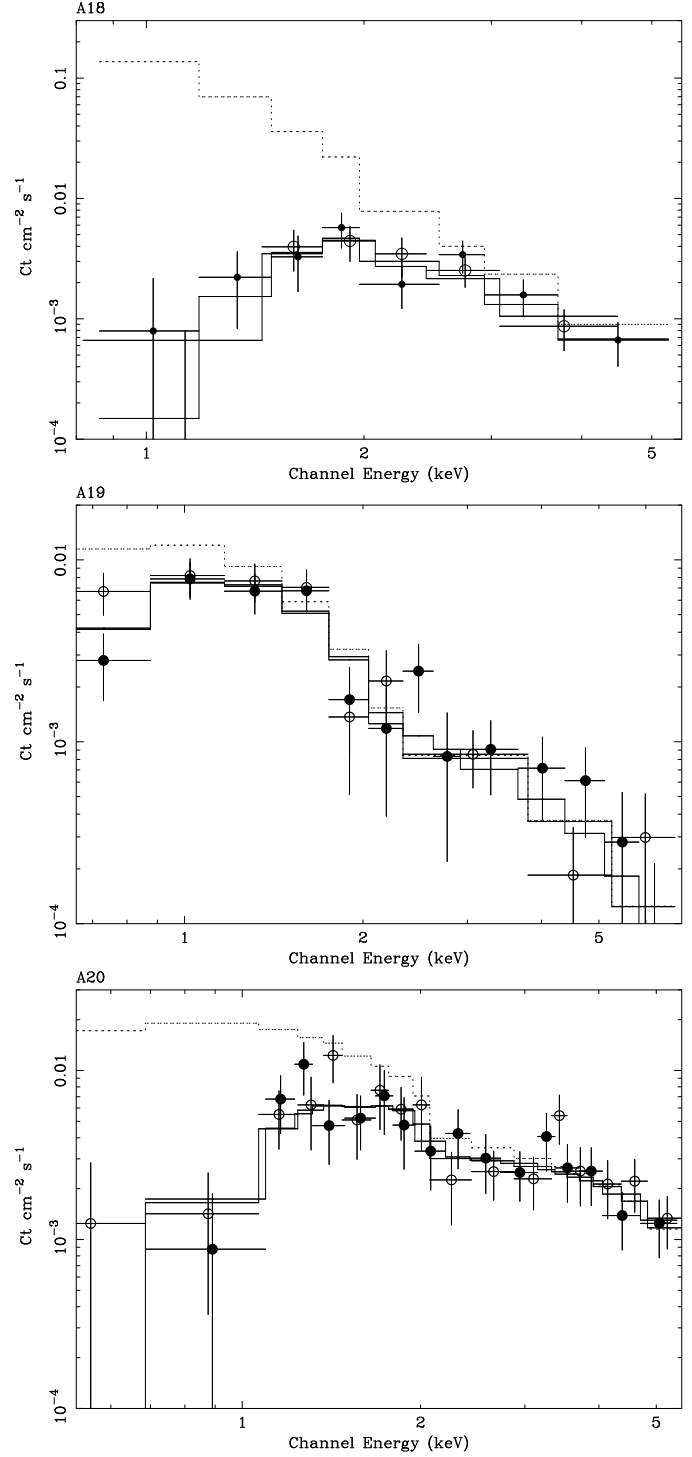 A18
0.1
0.01
10⁻³
10⁻⁴
Ct cm⁻² s⁻¹
1 2 5
Channel Energy (keV)
A19
0.01
10⁻³
10⁻⁴
Ct cm⁻² s⁻¹
1 2 5
Channel Energy (keV)
A20
0.01
10⁻³
10⁻⁴
Ct cm⁻² s⁻¹
1 2 5
Channel Energy (keV)